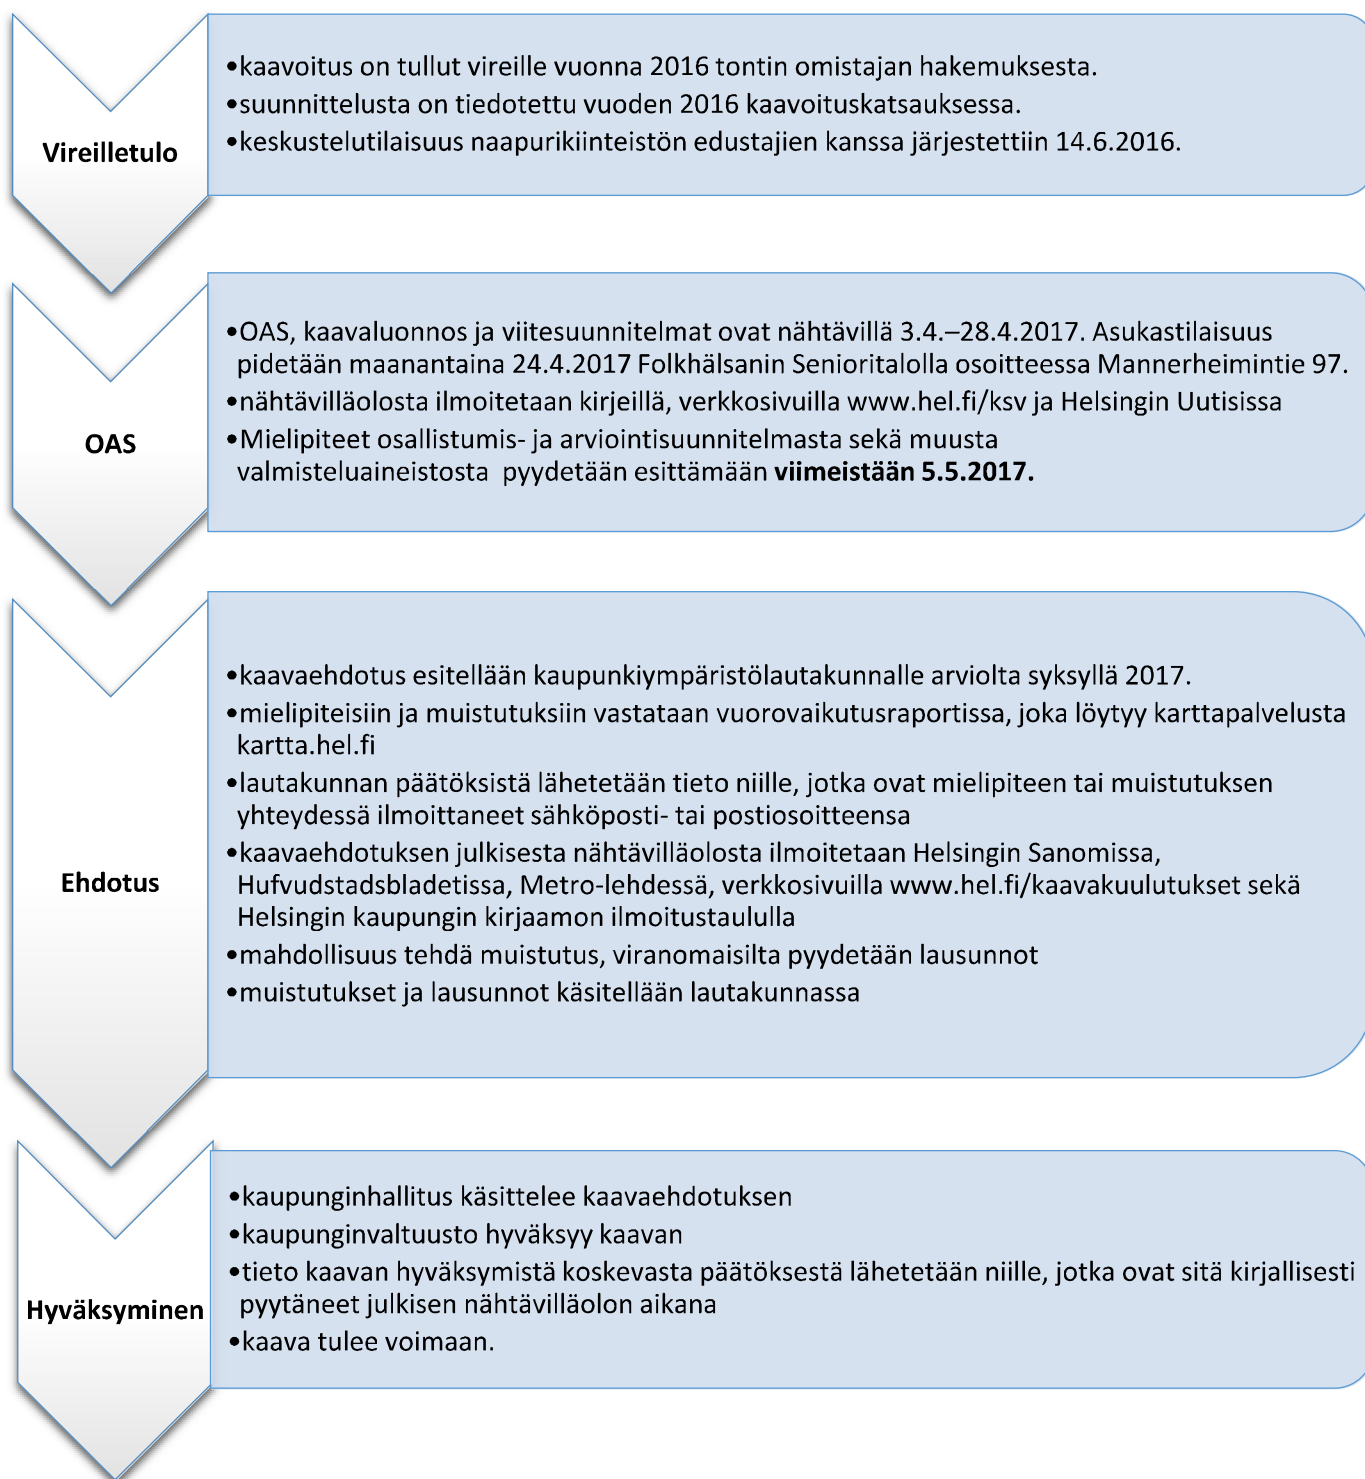 Vireilletulo
•kaavoitus on tullut vireille vuonna 2016 tontin omistajan hakemuksesta.
•suunnittelusta on tiedotettu vuoden 2016 kaavoituskatsauksessa.
•keskustelutilaisuus naapurikiinteistön edustajien kanssa järjestettiin 14.6.2016.
OAS
•OAS, kaavaluonnos ja viitesuunnitelmat ovat nähtävillä 3.4.–28.4.2017. Asukastilaisuus
pidetään maanantaina 24.4.2017 Folkhälsanin Senioritalolla osoitteessa Mannerheimintie 97.
•nähtävilläolosta ilmoitetaan kirjeillä, verkkosivuilla www.hel.fi/ksv ja Helsingin Uutisissa
•Mielipiteet osallistumis- ja arviointisuunnitelmasta sekä muusta
valmisteluaineistosta  pyydetään esittämään viimeistään 5.5.2017.
Ehdotus
•kaavaehdotus esitellään kaupunkiympäristölautakunnalle arviolta syksyllä 2017.
•mielipiteisiin ja muistutuksiin vastataan vuorovaikutusraportissa, joka löytyy karttapalvelusta
kartta.hel.fi
•lautakunnan päätöksistä lähetetään tieto niille, jotka ovat mielipiteen tai muistutuksen
yhteydessä ilmoittaneet sähköposti- tai postiosoitteensa
•kaavaehdotuksen julkisesta nähtävilläolosta ilmoitetaan Helsingin Sanomissa,
Hufvudstadsbladetissa, Metro-lehdessä, verkkosivuilla www.hel.fi/kaavakuulutukset sekä
Helsingin kaupungin kirjaamon ilmoitustaululla
•mahdollisuus tehdä muistutus, viranomaisilta pyydetään lausunnot
•muistutukset ja lausunnot käsitellään lautakunnassa
Hyväksyminen
•kaupunginhallitus käsittelee kaavaehdotuksen
•kaupunginvaltuusto hyväksyy kaavan
•tieto kaavan hyväksymistä koskevasta päätöksestä lähetetään niille, jotka ovat sitä kirjallisesti
pyytäneet julkisen nähtävilläolon aikana
•kaava tulee voimaan.